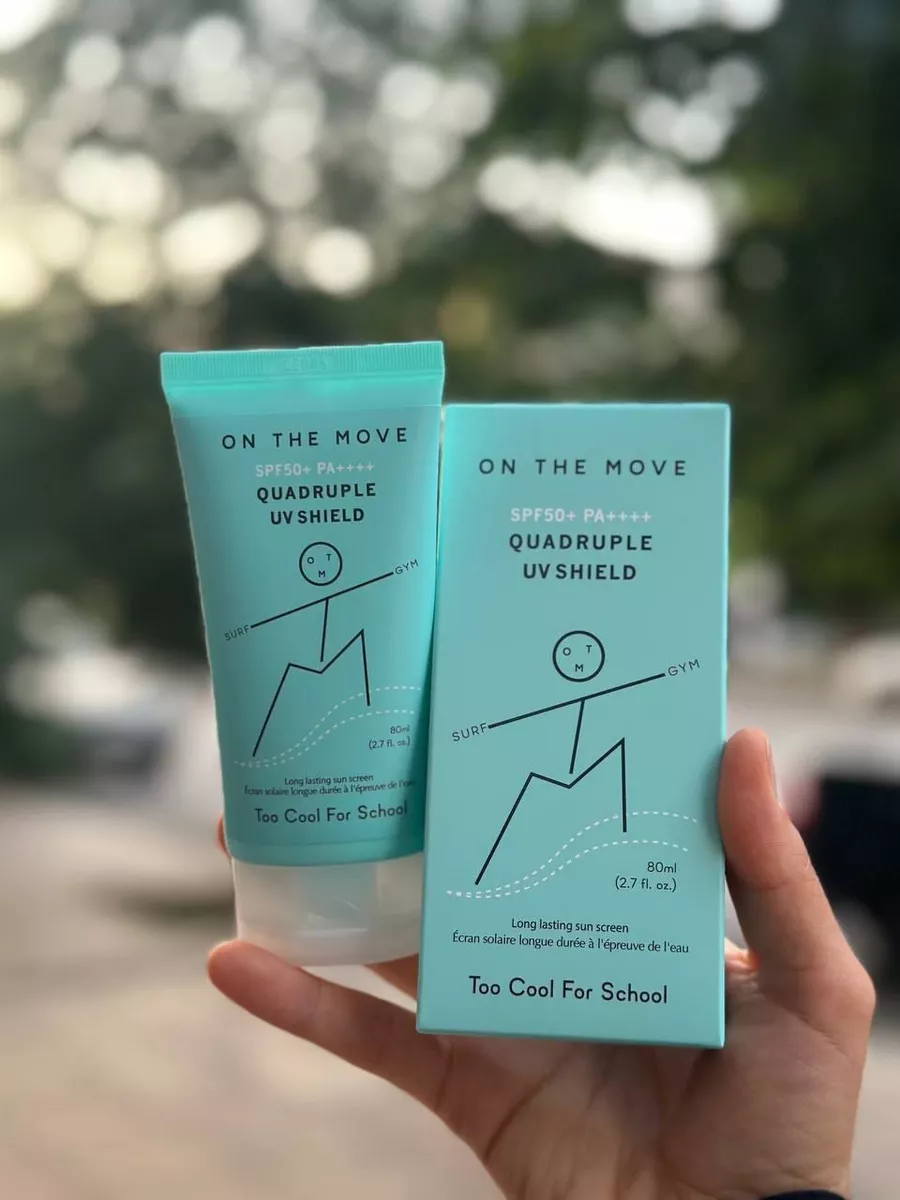 ON THE MOVE
SPF50+ PA++++
QUADRUPLE
UV SHIELD
O T
M
GYM
SURF
80ml
(2.7 fl. oz.)
Long lasting sun screen
Écran solaire longue durée à l'épreuve de l'eau
Too Cool For School
ON THE MOVE
SPF50+ PA++++
QUADRUPLE
UV SHIELD
O T
M
GYM
SURF
80ml
(2.7 fl. oz.)
Long lasting sun screen
Écran solaire longue durée à l'épreuve de l'eau
Too Cool For School